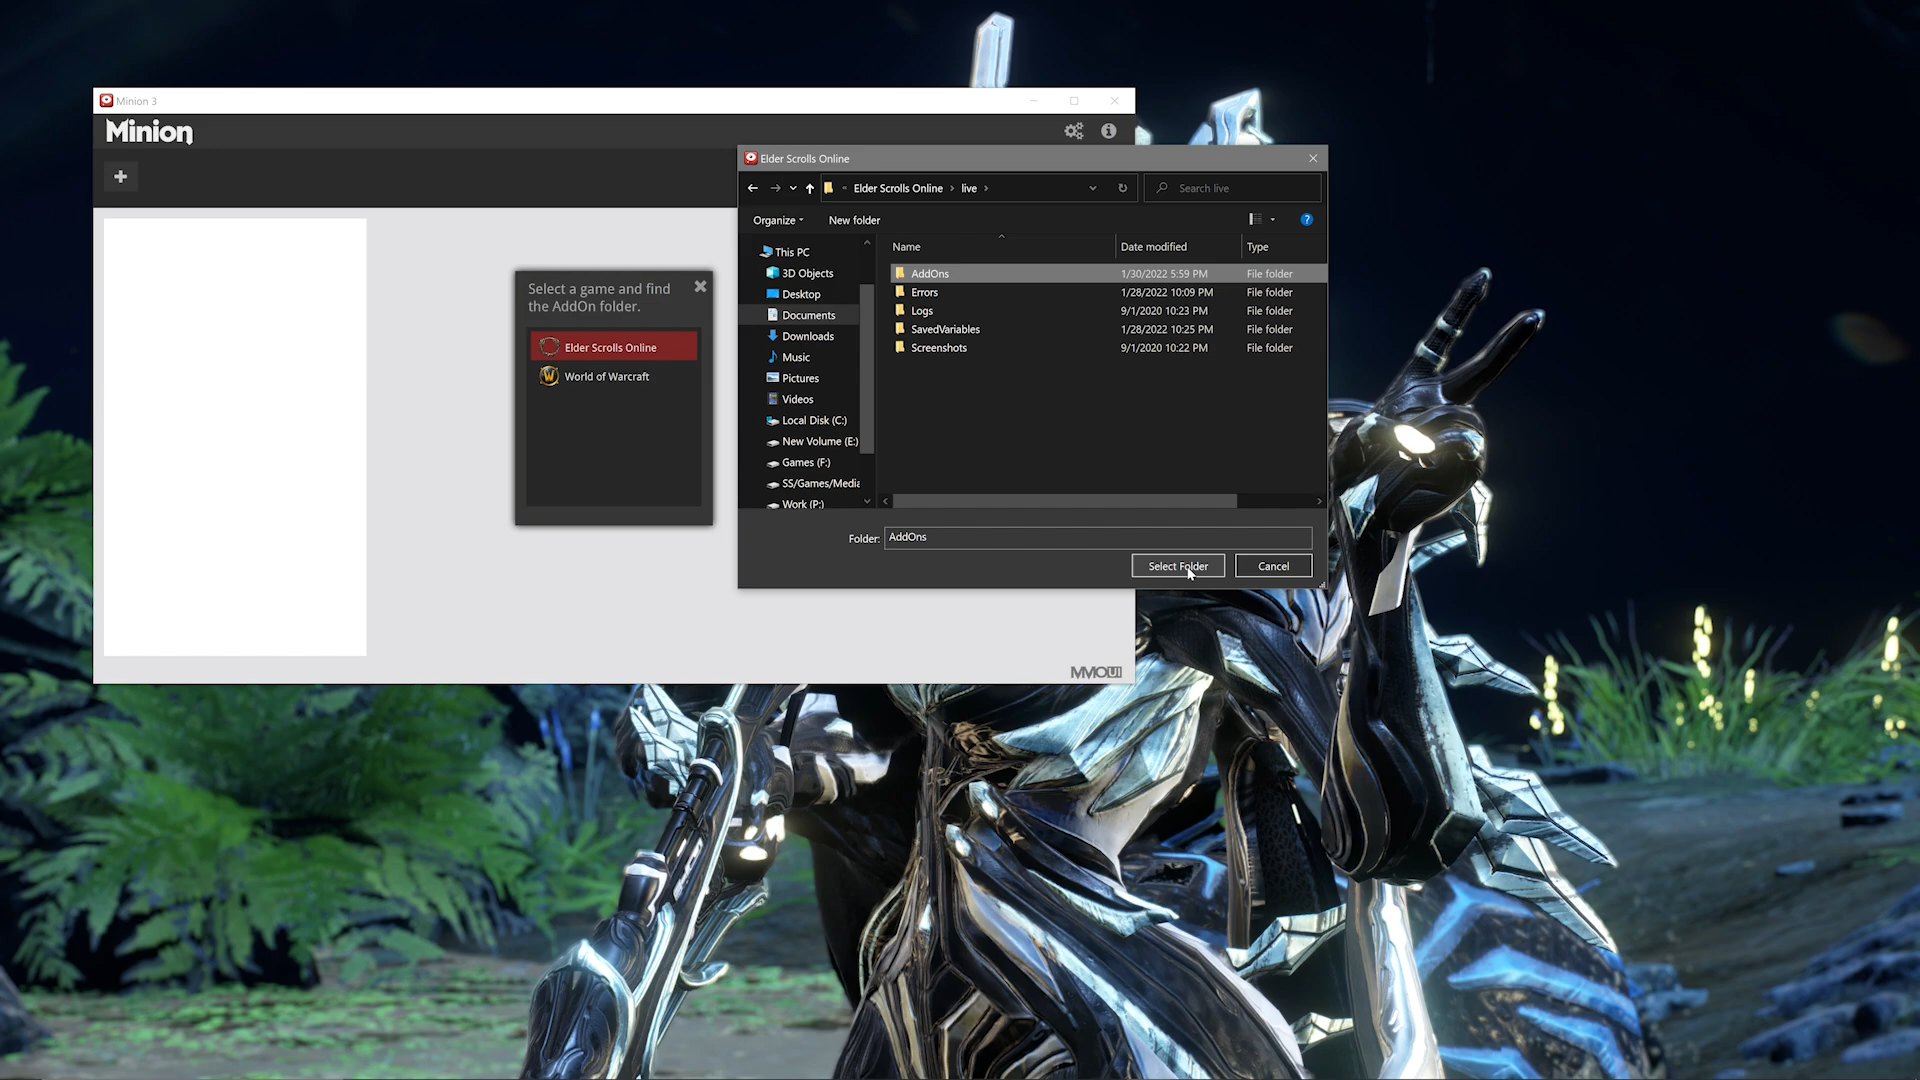 Minion 3
Minion
Elder Scrolls Online
« Elder Scrolls Online > live >
Search live
Organize
New folder
?
Name
Date modified
Type
This PC
3D Objects
Desktop
Documents
Downloads
Music
Pictures
Videos
Local Disk (C:)
New Volume (E:)
Games (F:)
SS/Games/Media
Work (P:)
AddOns 1/30/2022 5:59 PM File folder
Errors 1/28/2022 10:09 PM File folder
Logs 9/1/2020 10:23 PM File folder
SavedVariables 1/28/2022 10:25 PM File folder
Screenshots 9/1/2020 10:22 PM File folder
Select a game and find
the AddOn folder.
Elder Scrolls Online
World of Warcraft
Folder: AddOns
Select Folder
Cancel
MMOUI